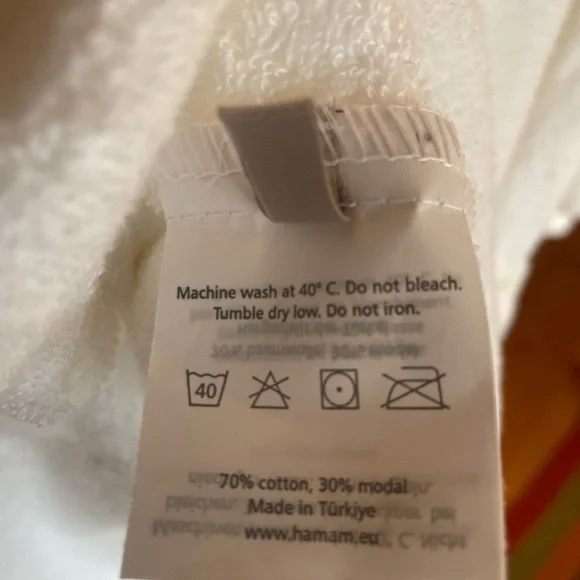 Machine wash at 40° C. Do not bleach.
Tumble dry low. Do not iron.
40
70% cotton, 30% modal
Made in Türkiye
www.hamam.eu